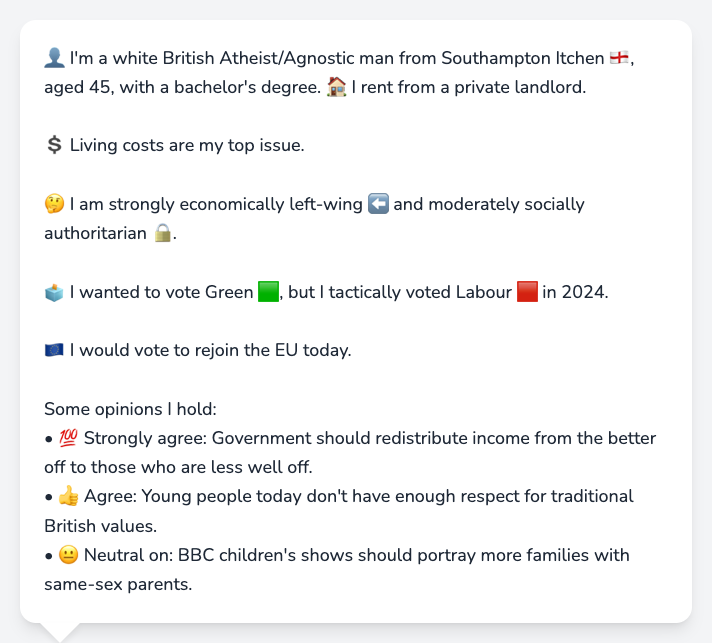 👤 I'm a white British Atheist/Agnostic man from Southampton Itchen 🏴󠁧󠁢󠁥󠁮󠁧󠁿,
aged 45, with a bachelor's degree. 🏠 I rent from a private landlord.
💲 Living costs are my top issue.
🤔 I am strongly economically left-wing ⬅️ and moderately socially
authoritarian 🔒.
🗳️ I wanted to vote Green 🟩, but I tactically voted Labour 🟥 in 2024.
🇪🇺 I would vote to rejoin the EU today.
Some opinions I hold:
• 💯 Strongly agree: Government should redistribute income from the better
off to those who are less well off.
• 👍 Agree: Young people today don't have enough respect for traditional
British values.
• 😐 Neutral on: BBC children's shows should portray more families with
same-sex parents.